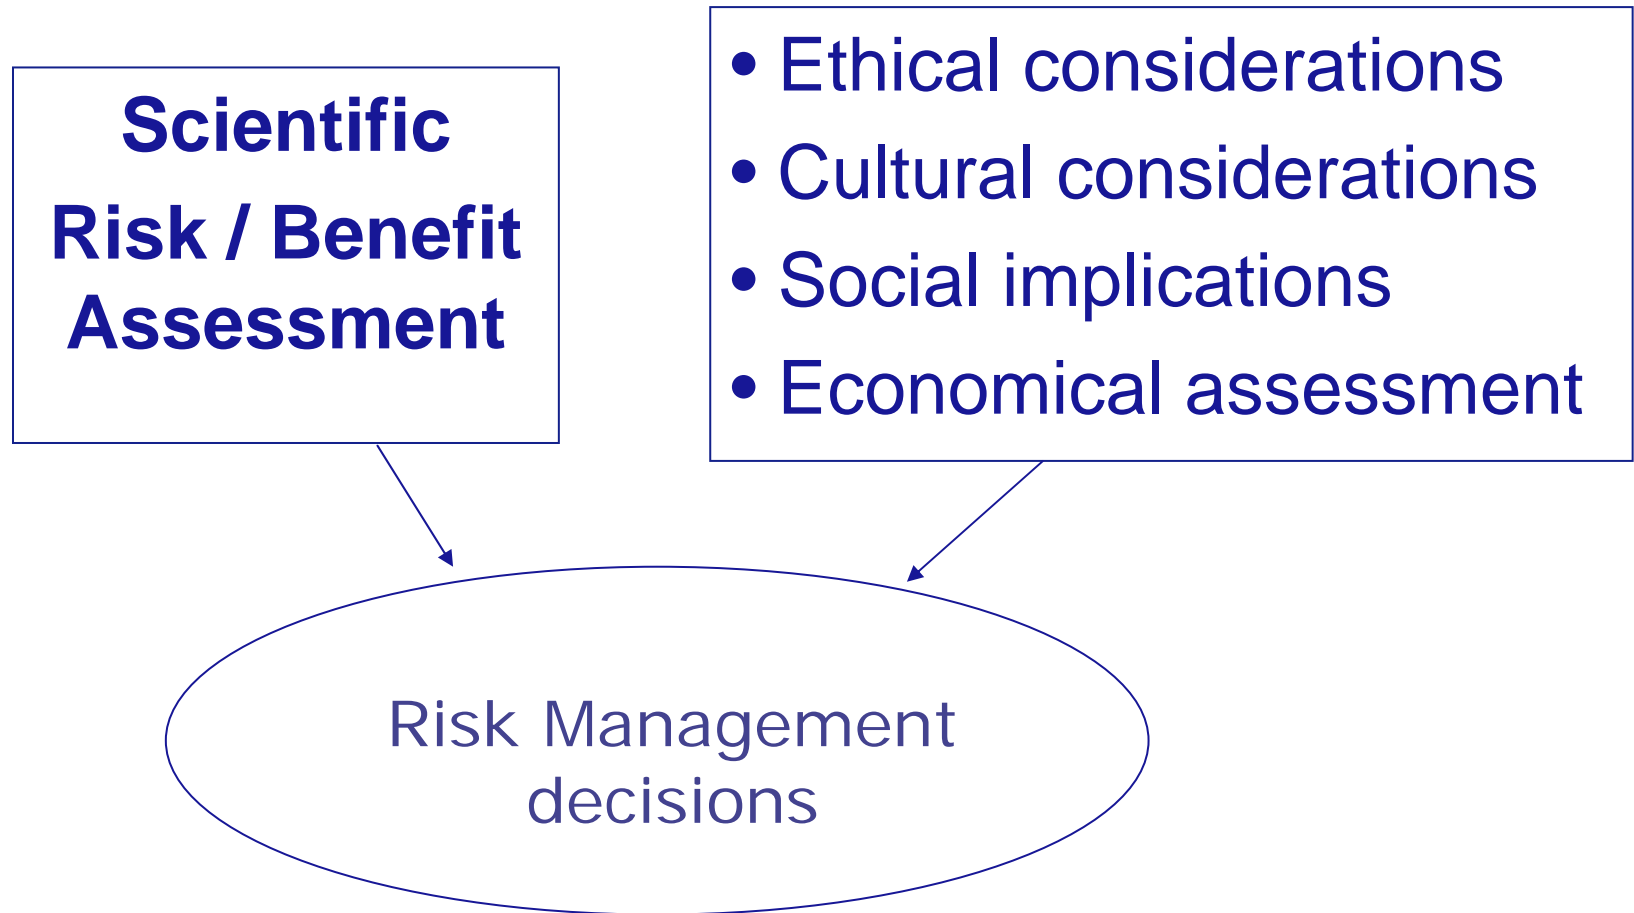 Scientific
Risk / Benefit
Assessment
• Ethical considerations
• Cultural considerations
• Social implications
• Economical assessment
Risk Management
decisions